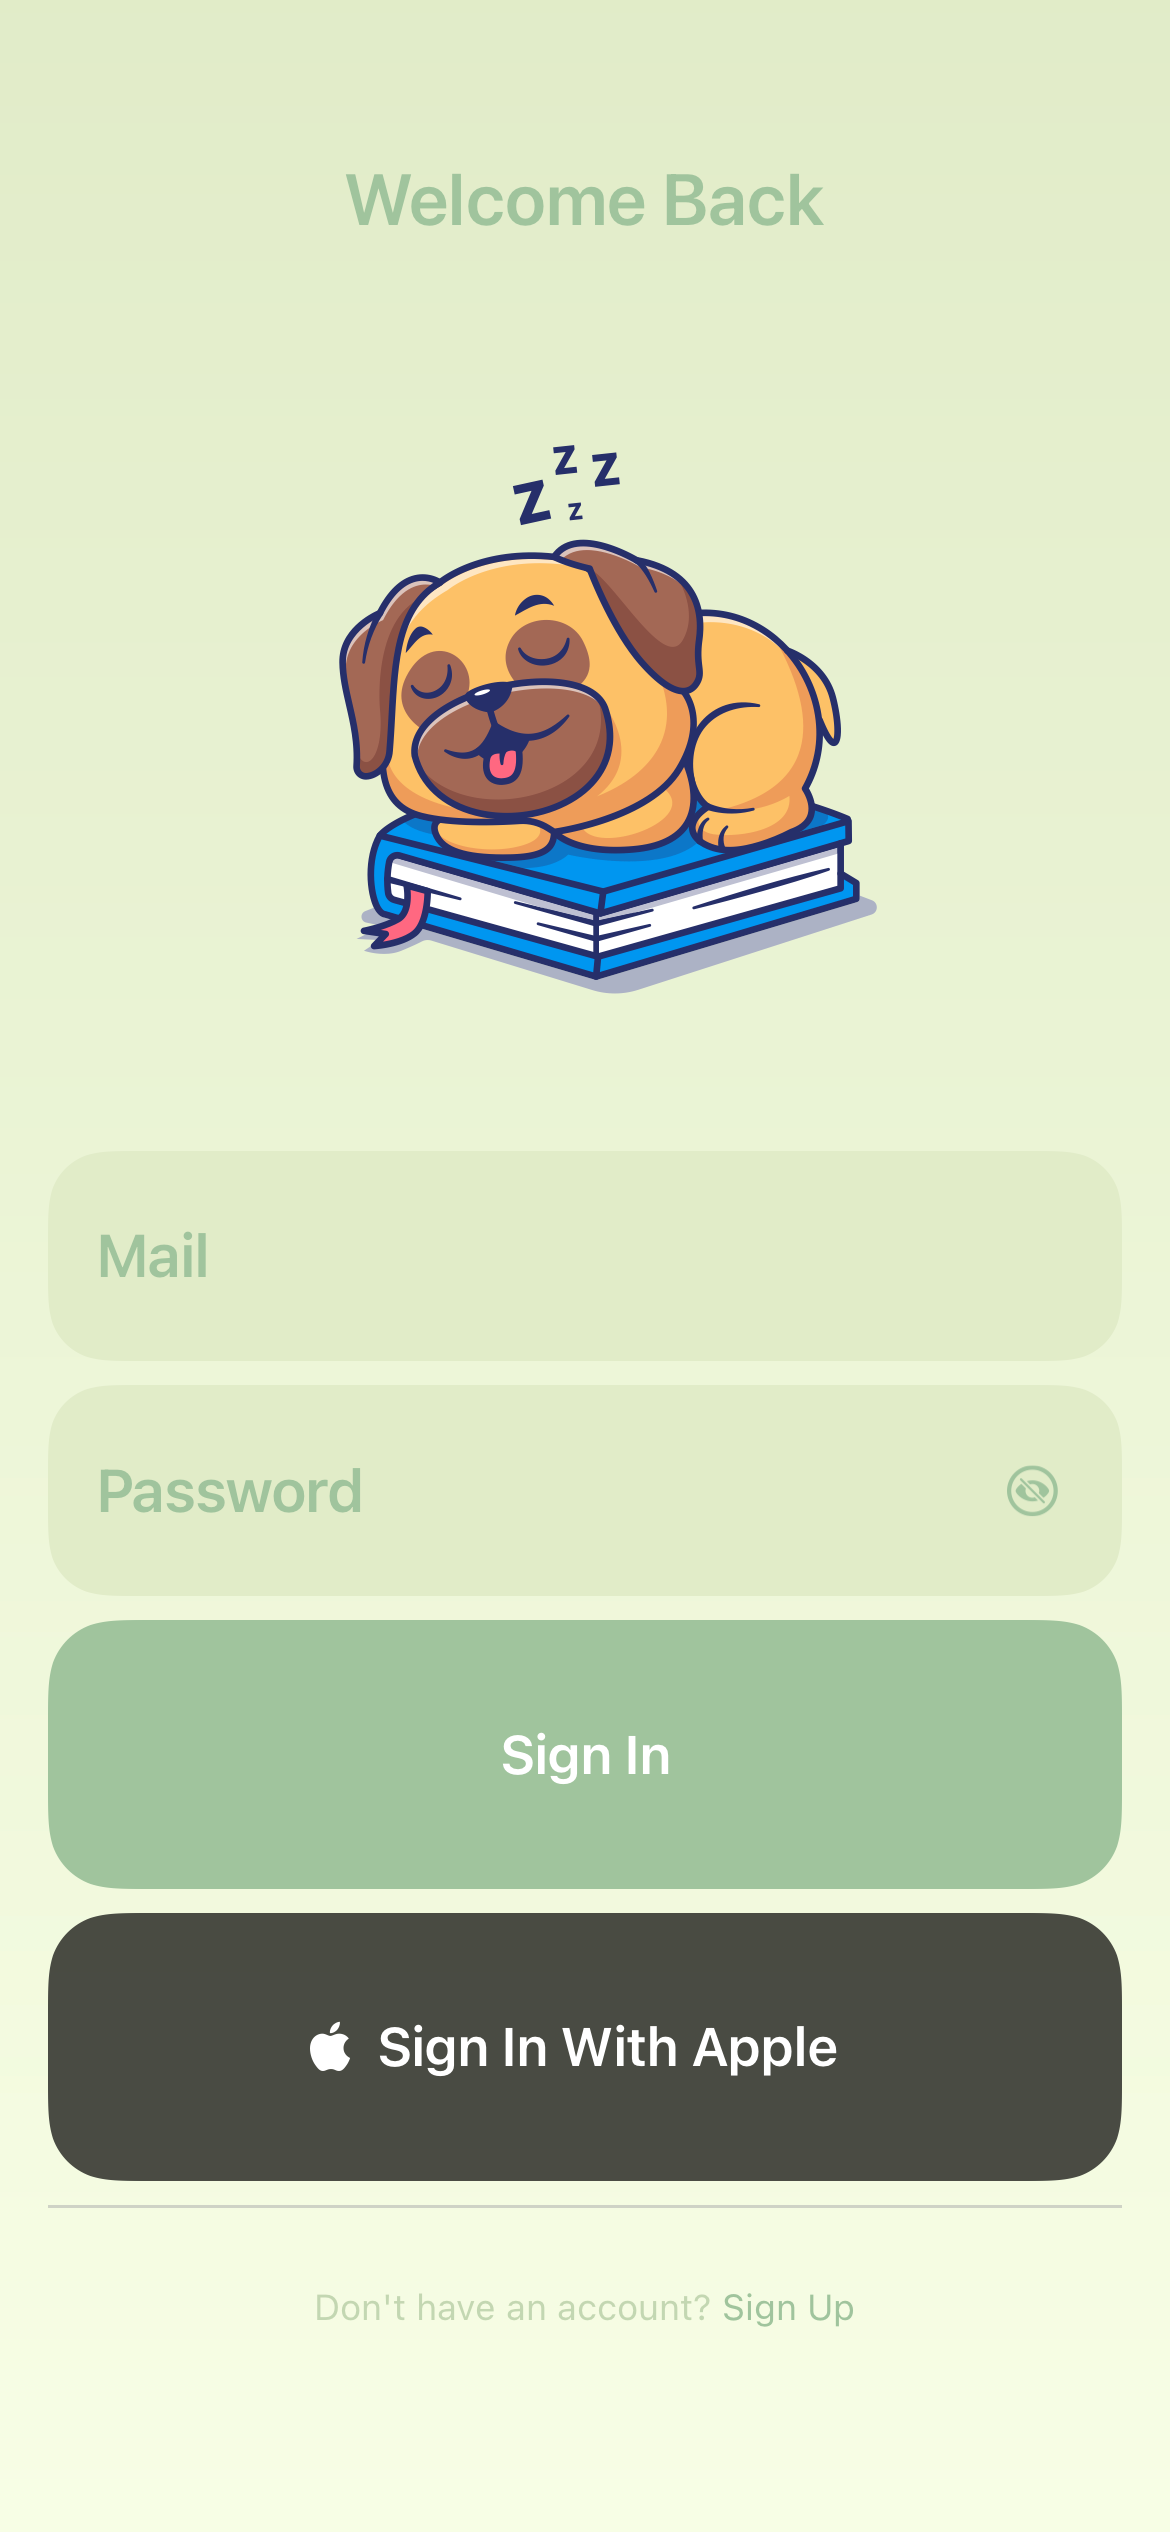 Welcome Back
z z
Z z
Mail
Password
Sign In
Sign In With Apple
Don't have an account? Sign Up